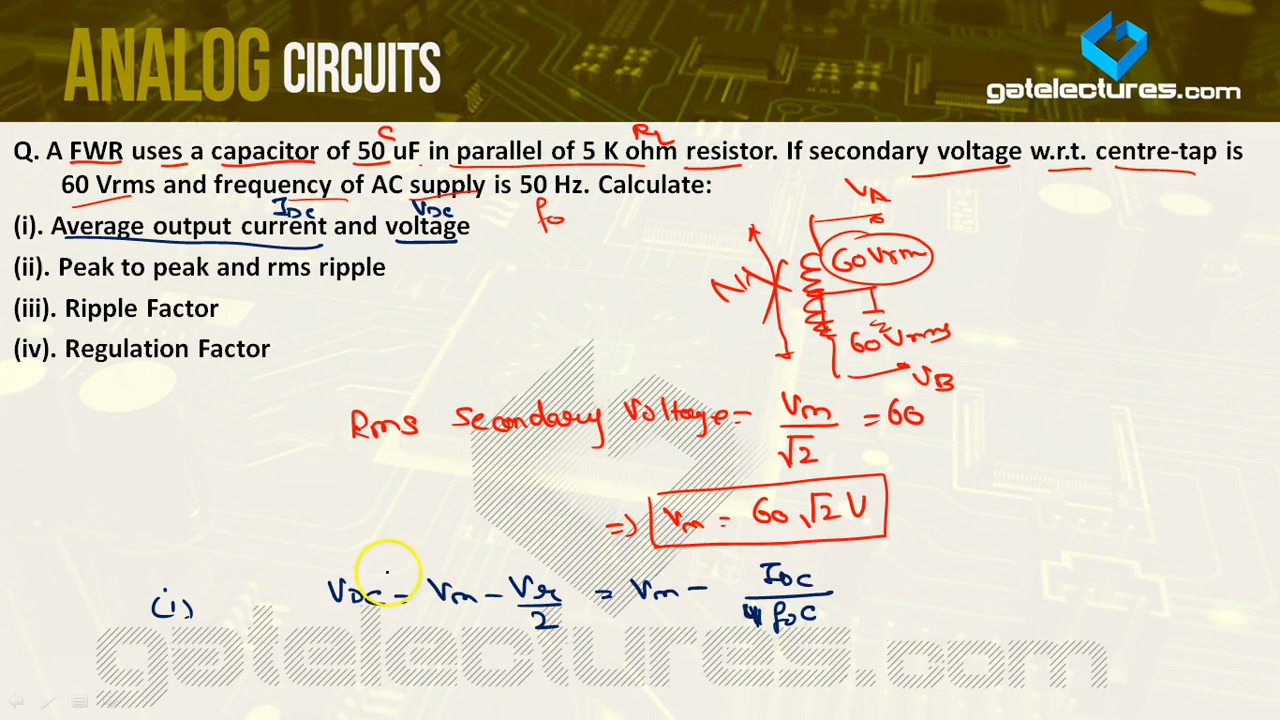 ANALOG CIRCUITS
gatelectures.com
C
RL
Q. A FWR uses a capacitor of 50 uF in parallel of 5 K ohm resistor. If secondary voltage w.r.t. centre-tap is
60 Vrms and frequency of AC supply is 50 Hz. Calculate:
IDC VDC fo
(i). Average output current and voltage
(ii). Peak to peak and rms ripple
(iii). Ripple Factor
(iv). Regulation Factor
VA
60Vrm
60Vrms
VB
Rms Secondary Voltage = Vm/√2 = 60
=> Vm = 60√2 V
(i) VDC = Vm - Vr/2 = Vm - IDC/4foC
gatelectures.com